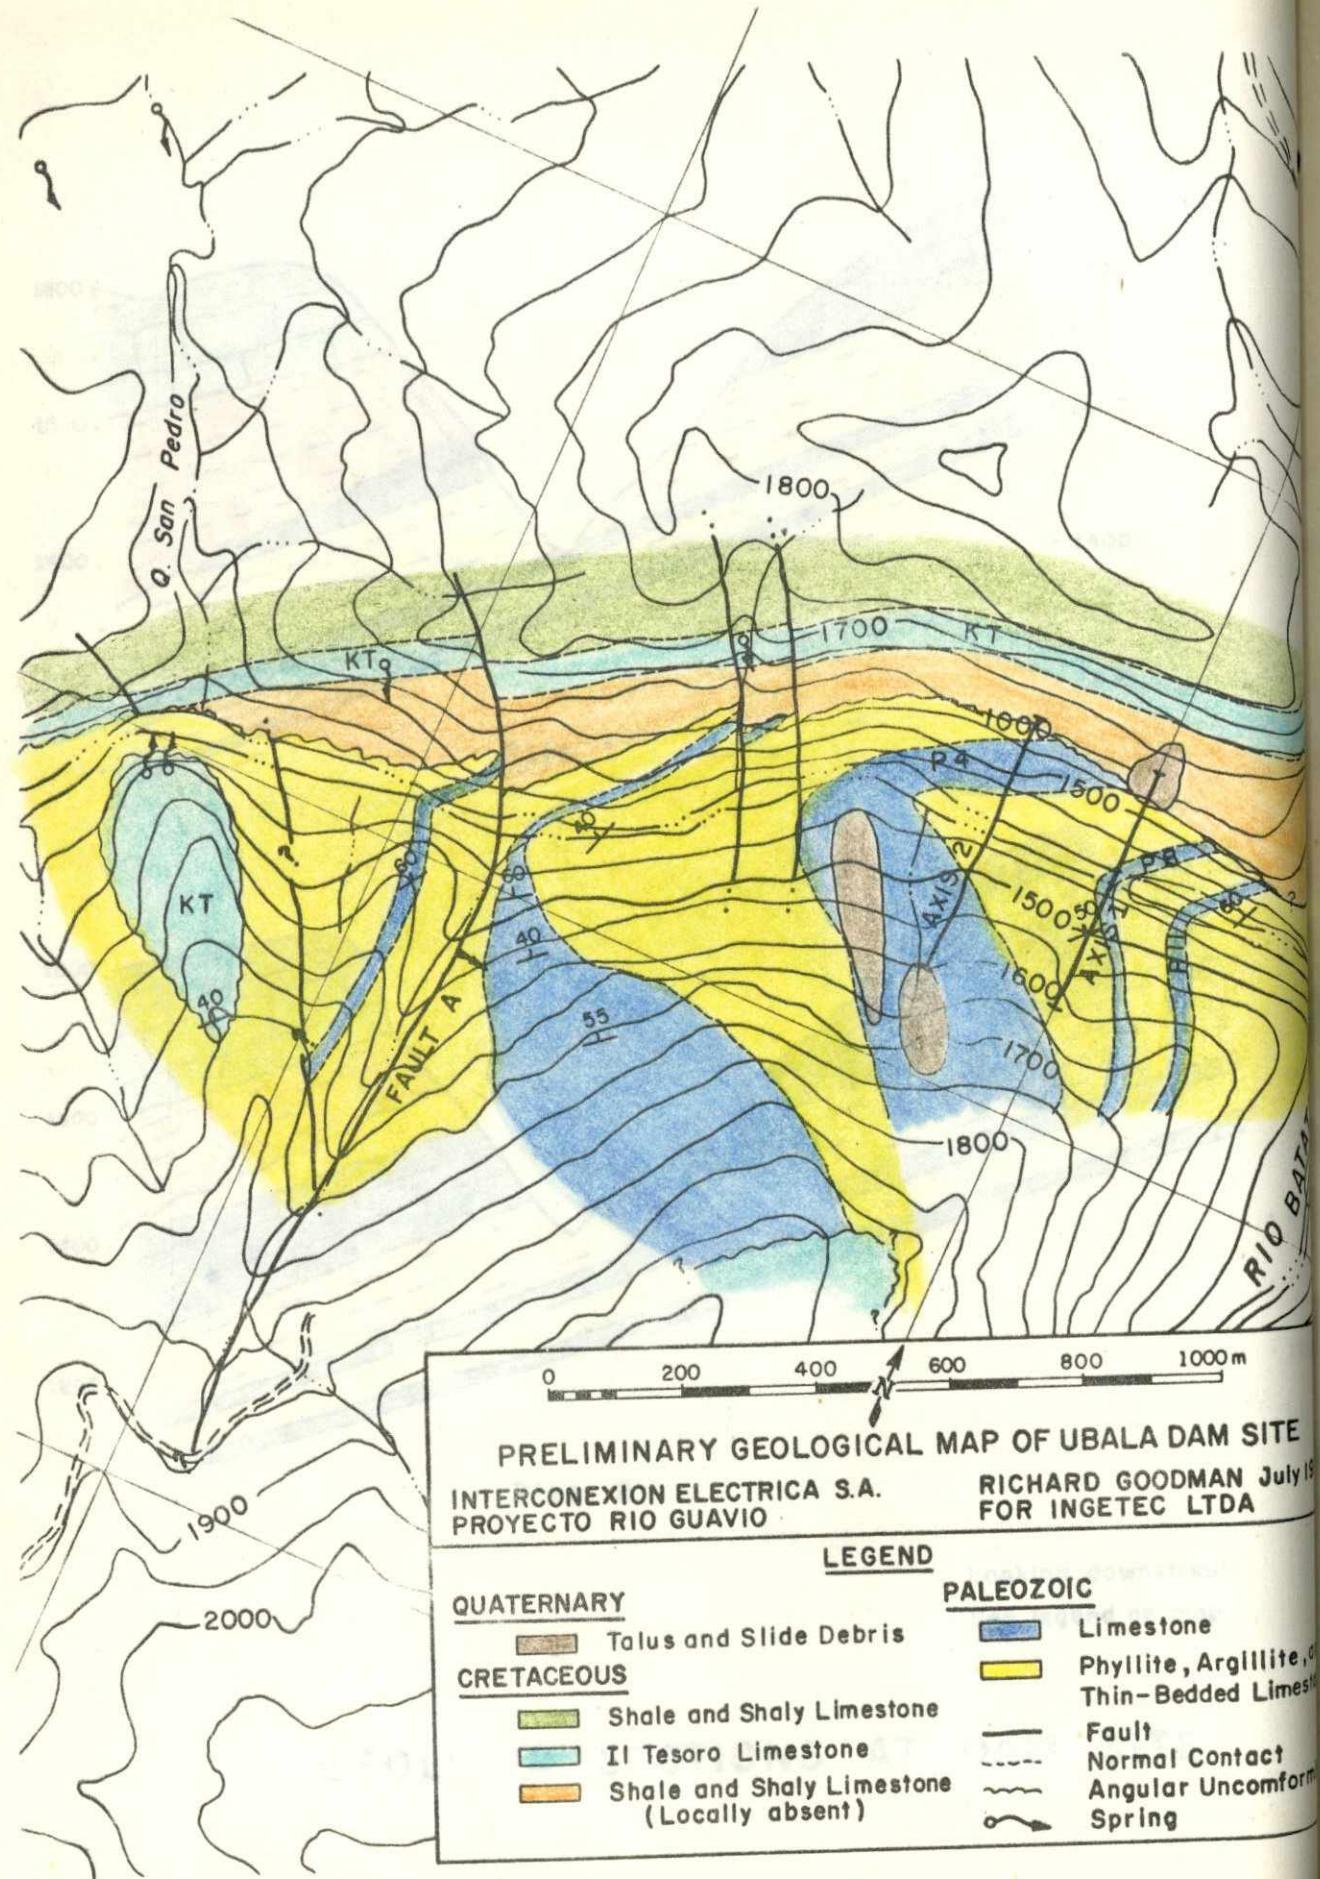 1800
Q. San Pedro
KT
1700
KT
1000
P4
1500
40
60
AXIS 2
P8
KT
60
1500
50
60
40
AXIS 1
40
FAULT A
55
1600
1700
1800
RIO
0 200 400 600 800 1000 m
N
PRELIMINARY GEOLOGICAL MAP OF UBALA DAM SITE
INTERCONEXION ELECTRICA S.A.
PROYECTO RIO GUAVIO
RICHARD GOODMAN July
FOR INGETEC LTDA
1900
2000
LEGEND
QUATERNARY
Talus and Slide Debris
CRETACEOUS
Shale and Shaly Limestone
Il Tesoro Limestone
Shale and Shaly Limestone
(Locally absent)
PALEOZOIC
Limestone
Phyllite, Argillite,
Thin-Bedded
Fault
Normal Contact
Angular
Spring